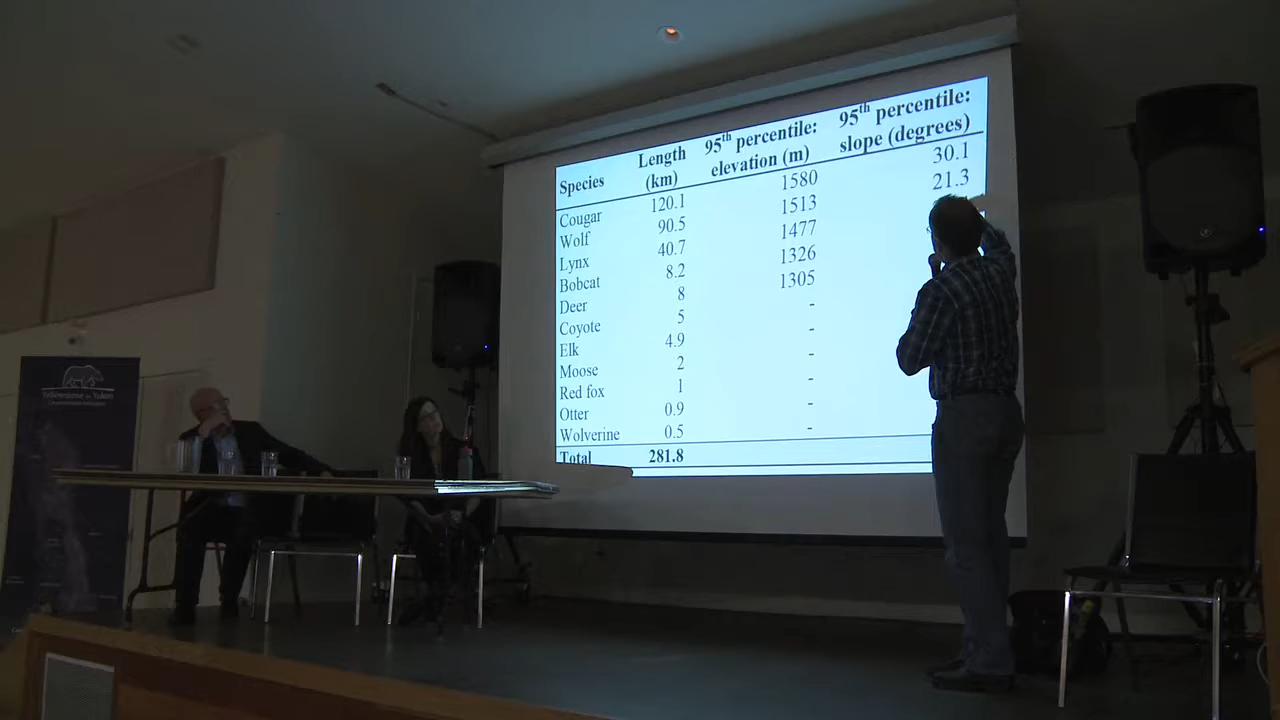 Species Length (km) 95th percentile: elevation (m) 95th percentile: slope (degrees)
Cougar 120.1 1580 30.1
Wolf 90.5 1513 21.3
Lynx 40.7 1477
Bobcat 8.2 1326
Deer 8 1305
Coyote 5 -
Elk 4.9 -
Moose 2 -
Red fox 1 -
Otter 0.9 -
Wolverine 0.5 -
Total 281.8
Yellowstone to Yukon